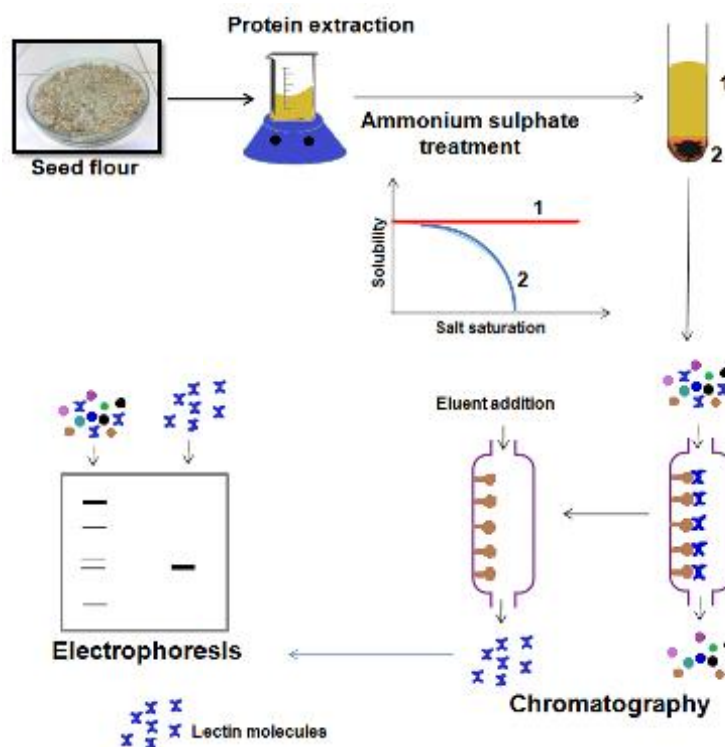 Protein extraction
Seed flour
Ammonium sulphate
treatment
1
2
1
2
Solubility
Salt saturation
Eluent addition
Electrophoresis
Chromatography
Lectin molecules